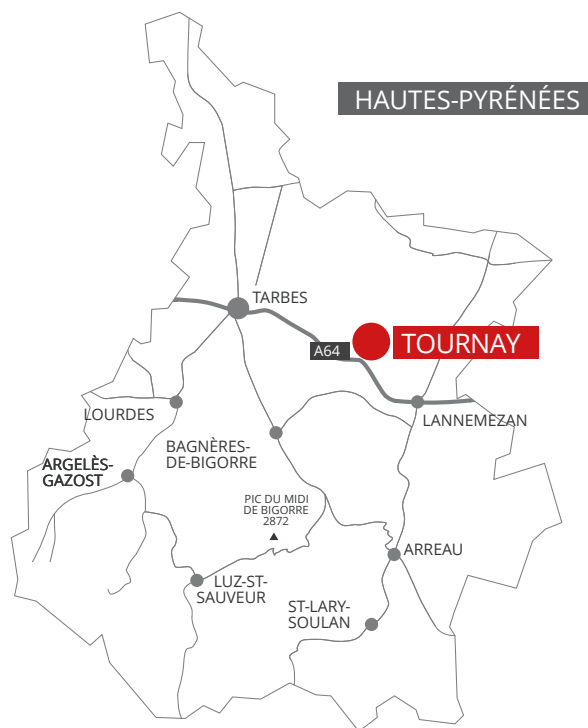 HAUTES-PYRÉNÉES
TARBES
A64
TOURNAY
LOURDES
LANNEMEZAN
BAGNÈRES-
DE-BIGORRE
ARGELÈS-
GAZOST
PIC DU MIDI
DE BIGORRE
2872
ARREAU
LUZ-ST-
SAUVEUR
ST-LARY-
SOULAN